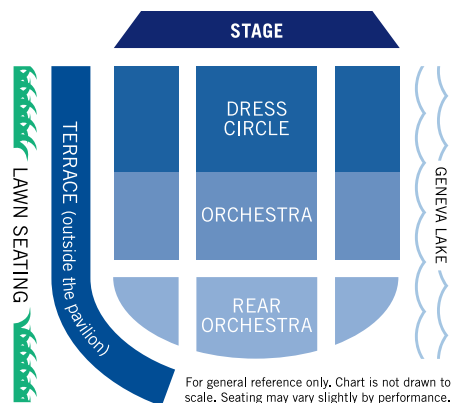 STAGE
DRESS
CIRCLE
ORCHESTRA
REAR
ORCHESTRA
TERRACE (outside the pavilion)
LAWN SEATING
GENEVA LAKE
For general reference only. Chart is not drawn to
scale. Seating may vary slightly by performance.